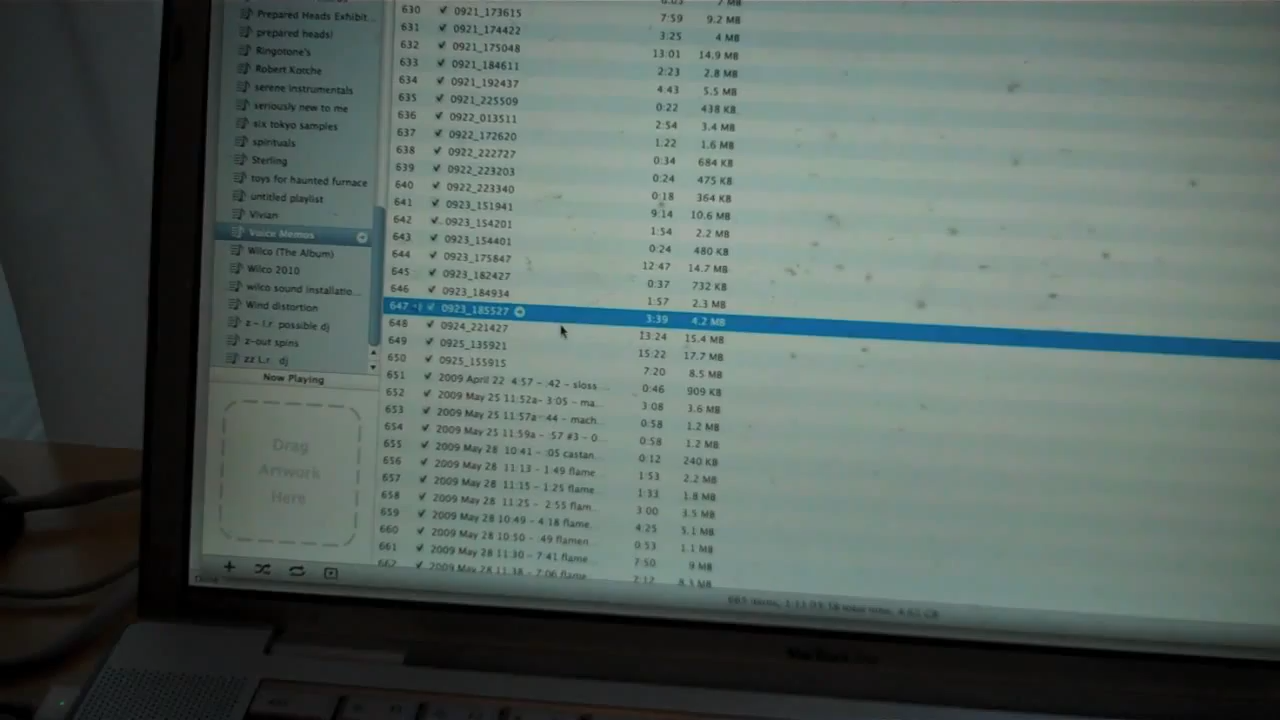 Prepared Heads Exhibit...
prepared heads!
Ringotone's
Robert Kotche
serene instrumentals
seriously new to me
six tokyo samples
spirituals
Sterling
toys for haunted furnace
untitled playlist
Vivian
Voice Memos
Wilco (The Album)
Wilco 2010
wilco sound installatio...
Wind distortion
z - l.r. possible dj
z-out spins
zz l.r. dj
Now Playing
Drag
Artwork
Here
630 0921_173615 7:59 9.2 MB
631 0921_174422 3:25 4 MB
632 0921_175048 13:01 14.9 MB
633 0921_184611 2:23 2.8 MB
634 0921_192437 4:43 5.5 MB
635 0921_225509 0:22 438 KB
636 0922_013511 2:54 3.4 MB
637 0922_172620 1:22 1.6 MB
638 0922_222727 0:34 684 KB
639 0922_223203 0:24 475 KB
640 0922_223340 0:18 364 KB
641 0923_151941 9:14 10.6 MB
642 0923_154201 1:54 2.2 MB
643 0923_154401 0:24 480 KB
644 0923_175847 12:47 14.7 MB
645 0923_182427 0:37 732 KB
646 0923_184934 1:57 2.3 MB
647 0923_185527 3:39 4.2 MB
648 0924_221427 13:24 15.4 MB
649 0925_135921 15:22 17.7 MB
650 0925_155915 7:20 8.5 MB
651 2009 April 22 4:57 - :42 - sloss... 0:46 909 KB
652 2009 May 25 11:52a- 3:05 - ma... 3:08 3.6 MB
653 2009 May 25 11:57a- :44 - mach... 0:58 1.2 MB
654 2009 May 25 11:59a - :57 #3 - 0... 0:58 1.2 MB
655 2009 May 28 10:41 - :05 castan... 0:12 240 KB
656 2009 May 28 11:13 - 1:49 flame... 1:53 2.2 MB
657 2009 May 28 11:15 - 1:25 flame... 1:33 1.8 MB
658 2009 May 28 11:25 - 2:55 flam... 3:00 3.5 MB
659 2009 May 28 10:49 - 4:18 flame... 4:25 5.1 MB
660 2009 May 28 10:50 - :49 flamen... 0:53 1.1 MB
661 2009 May 28 11:30 - 7:41 flame... 7:50 9 MB
662 2009 May 28 11:38 - 7:06 flame... 7:12 8.3 MB